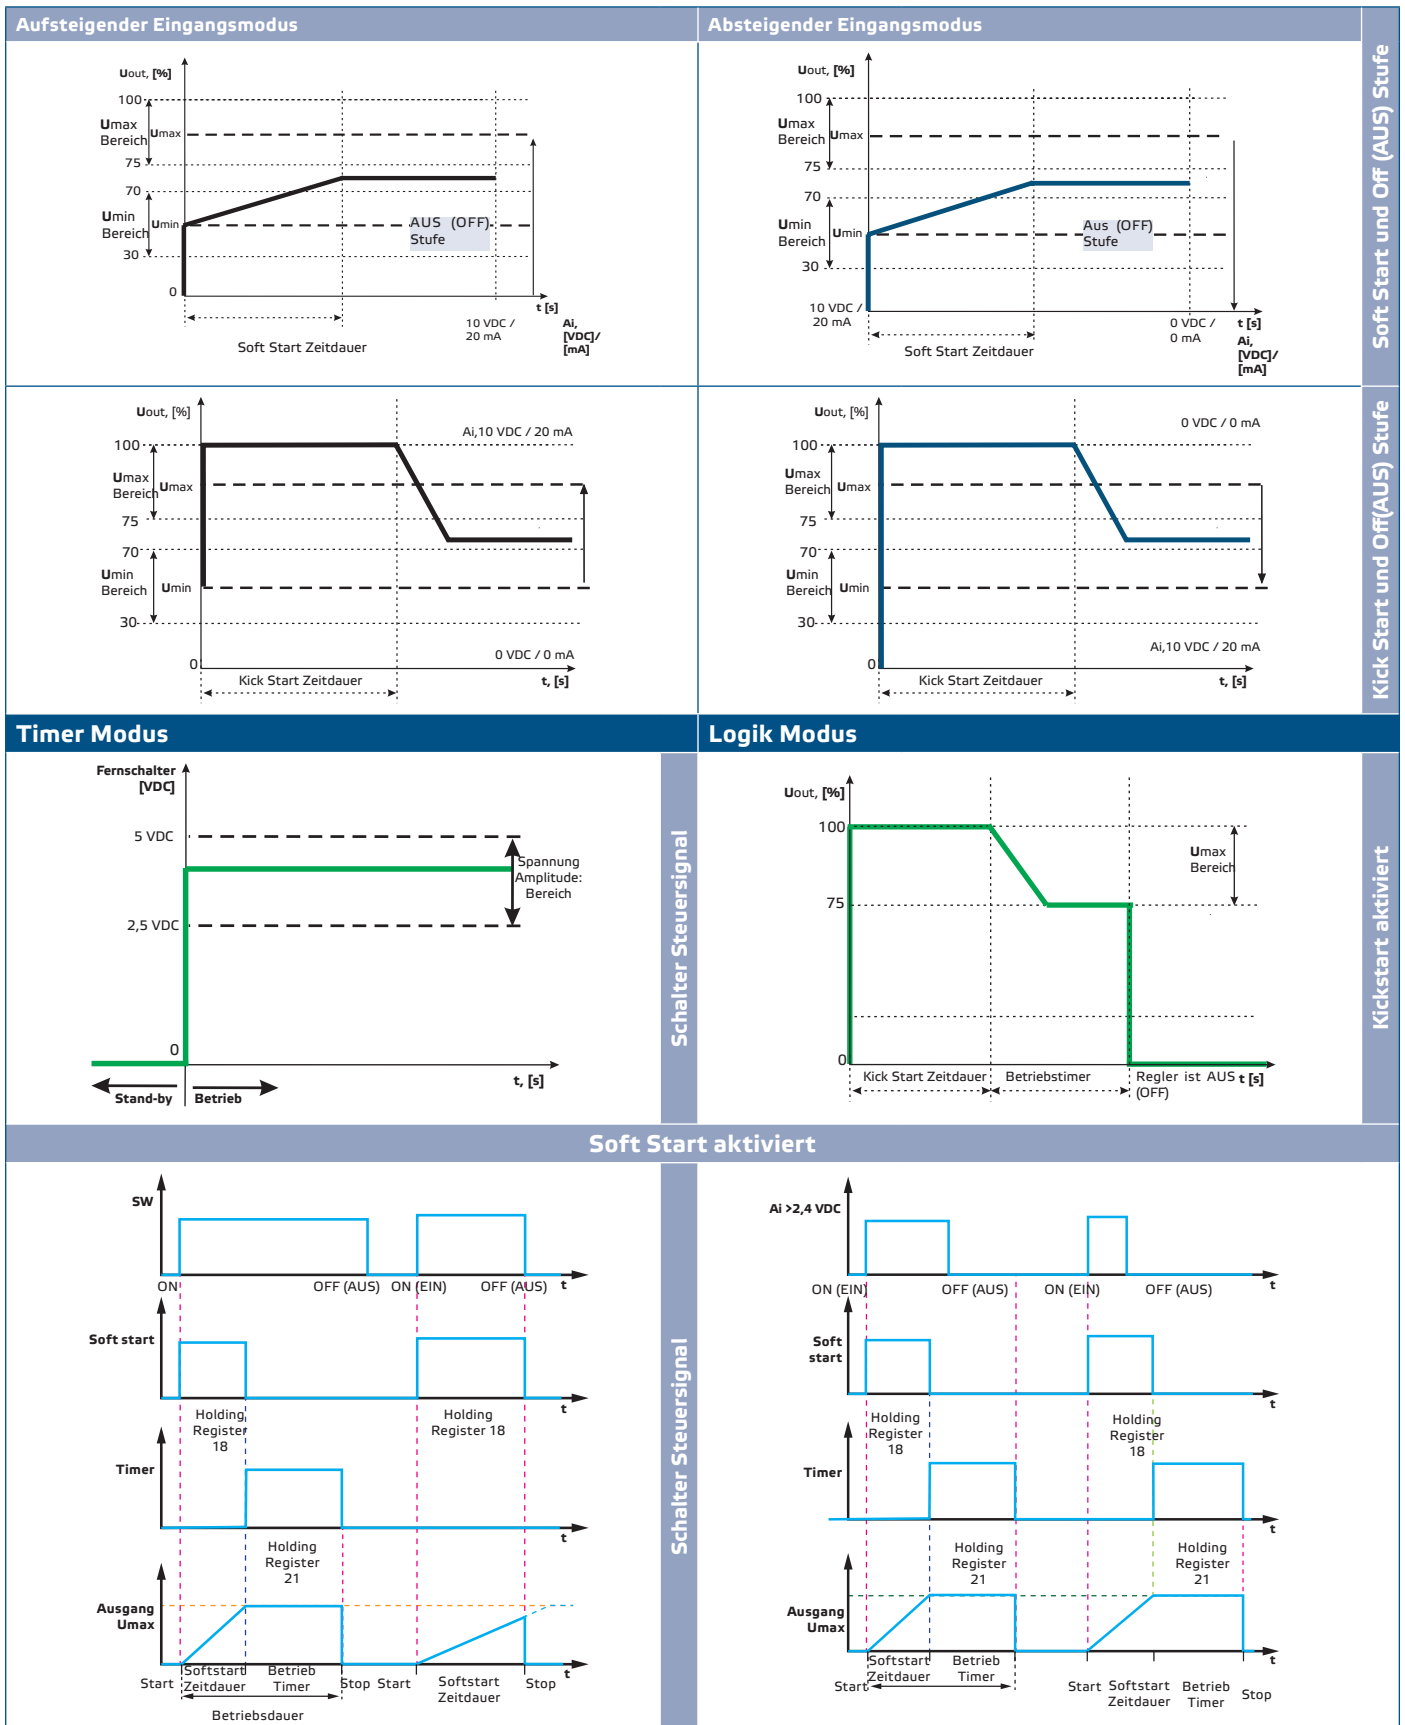 Aufsteigender Eingangsmodus
Absteigender Eingangsmodus
Soft Start und Off (AUS) Stufe
Uout, [%]
100
Umax
Bereich
Umax
75
70
Umin
Bereich
Umin
30
0
AUS (OFF)
Stufe
t [s]
10 VDC /
20 mA
Ai,
[VDC]/
[mA]
Soft Start Zeitdauer
Uout, [%]
100
Umax
Bereich
Umax
75
70
Umin
Bereich
Umin
30
Aus (OFF)
Stufe
10 VDC /
20 mA
0 VDC /
0 mA
t [s]
Ai,
[VDC]/
[mA]
Soft Start Zeitdauer
Kick Start und Off(AUS) Stufe
Uout, [%]
Ai,10 VDC / 20 mA
100
Umax
Bereich
Umax
75
70
Umin
Bereich
Umin
30
0 VDC / 0 mA
0
Kick Start Zeitdauer
t, [s]
Uout, [%]
0 VDC / 0 mA
100
Umax
Bereich
Umax
75
70
Umin
Bereich
Umin
30
Ai,10 VDC / 20 mA
0
Kick Start Zeitdauer
t, [s]
Timer Modus
Logik Modus
Fernschalter
[VDC]
5 VDC
Spannung
Amplitude:
Bereich
2,5 VDC
0
t, [s]
Stand-by
Betrieb
Schalter Steuersignal
Uout, [%]
100
Umax
Bereich
75
0
Kick Start Zeitdauer
Betriebstimer
Regler ist AUS
(OFF)
t [s]
Kickstart aktiviert
Soft Start aktiviert
SW
ON
OFF (AUS)
ON (EIN)
OFF (AUS)
t
Soft start
t
Holding
Register
18
Holding
Register 18
Timer
t
Holding
Register
21
Ausgang
Umax
t
Start
Softstart
Zeitdauer
Betrieb
Timer
Stop
Start
Softstart
Zeitdauer
Stop
Betriebsdauer
Schalter Steuersignal
Ai >2,4 VDC
ON (EIN)
OFF (AUS)
ON (EIN)
OFF (AUS)
t
Soft
start
t
Holding
Register
18
Holding
Register
18
Timer
t
Holding
Register
21
Holding
Register
21
Ausgang
Umax
t
Start
Softstart
Zeitdauer
Betrieb
Timer
Start
Softstart
Zeitdauer
Betrieb
Timer
Stop